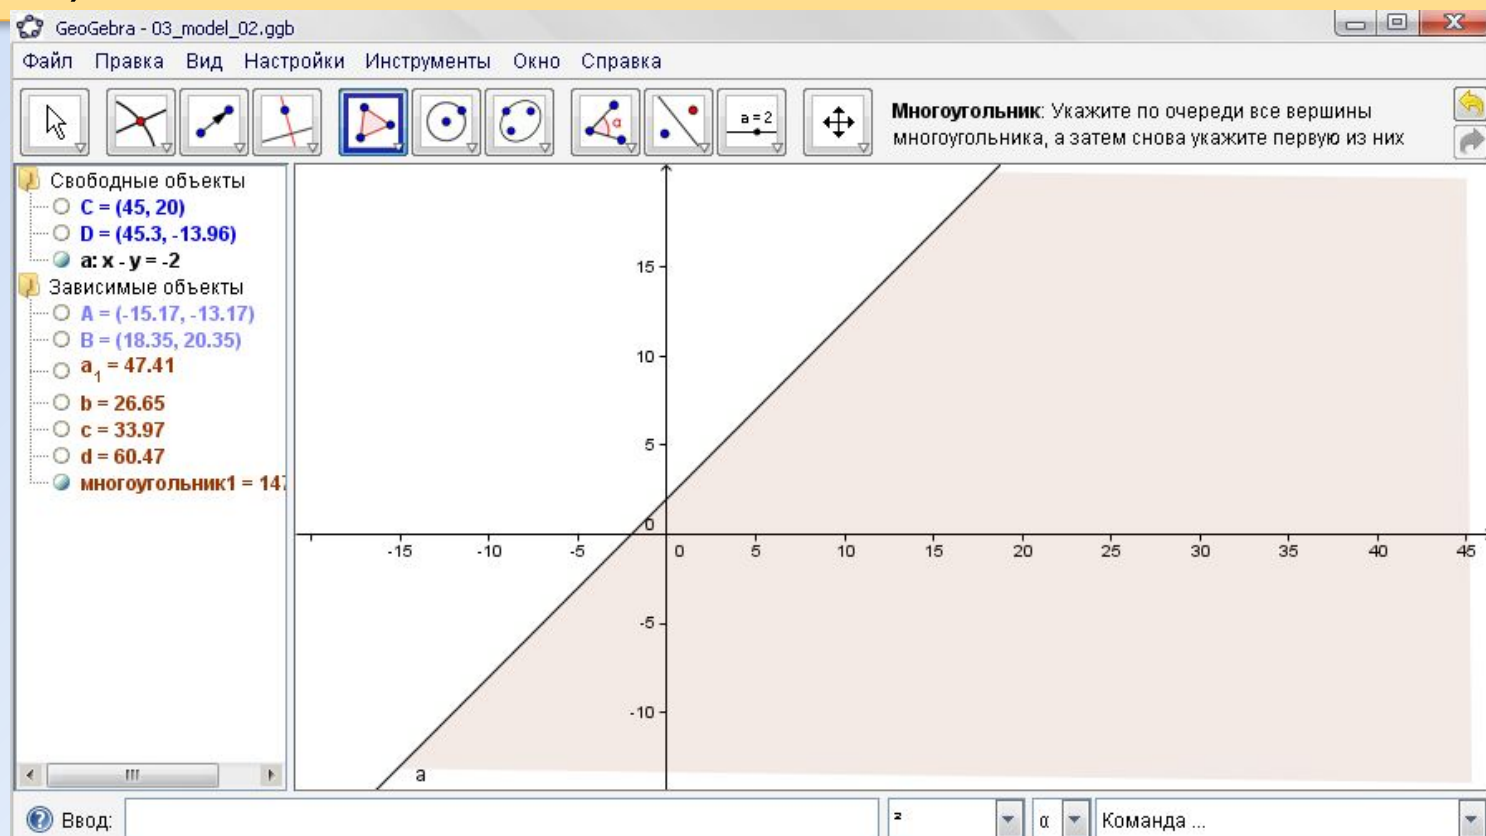 GeoGebra - 03_model_02.ggb
Файл Правка Вид Настройки Инструменты Окно Справка
a=2
α
Многоугольник: Укажите по очереди все вершины
многоугольника, а затем снова укажите первую из них
Свободные объекты
C = (45, 20)
D = (45.3, -13.96)
a: x - y = -2
Зависимые объекты
A = (-15.17, -13.17)
B = (18.35, 20.35)
a1 = 47.41
b = 26.65
c = 33.97
d = 60.47
многоугольник1 = 147
15
10
5
0
-15 -10 -5 0 5 10 15 20 25 30 35 40 45
-5
-10
a
Ввод: ² α Команда ...